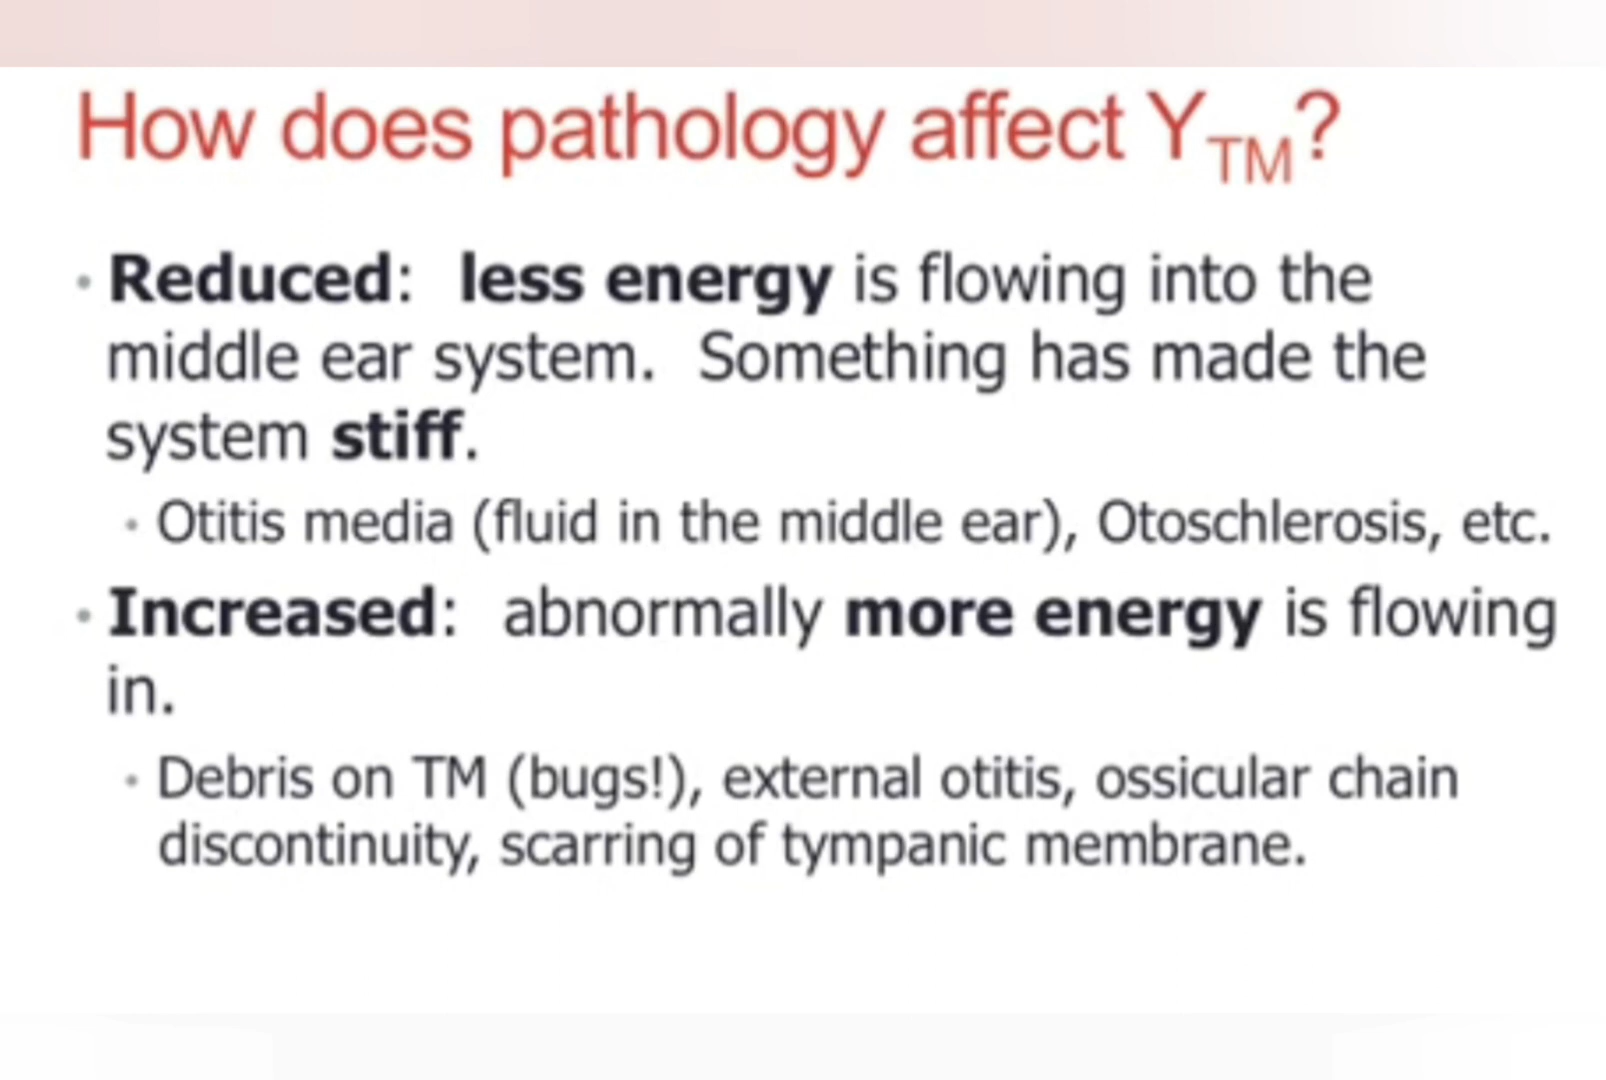 How does pathology affect YTM?
• Reduced:  less energy is flowing into the
middle ear system.  Something has made the
system stiff.
• Otitis media (fluid in the middle ear), Otoschlerosis, etc.
• Increased:  abnormally more energy is flowing
in.
• Debris on TM (bugs!), external otitis, ossicular chain
discontinuity, scarring of tympanic membrane.